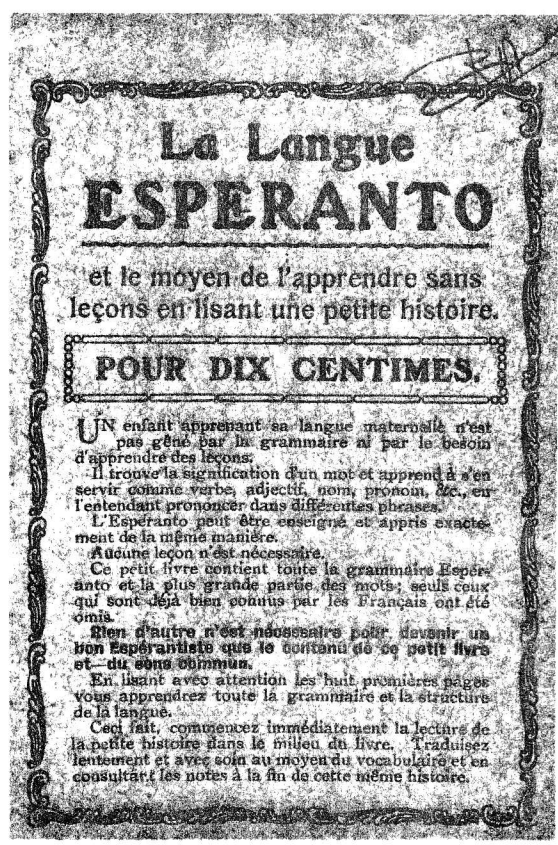 La Langue
ESPERANTO
et le moyen de l'apprendre sans
leçons en lisant une petite histoire.
POUR DIX CENTIMES.
UN enfant apprenant sa langue maternelle n'est
pas gêné par la grammaire ni par le besoin
d'apprendre des leçons.
Il trouve la signification d'un mot et apprend à s'en
servir comme verbe, adjectif, nom, pronom, etc., en
l'entendant prononcer dans différentes phrases.
L'Esperanto peut être enseigné et appris exacte-
ment de la même manière.
Aucune leçon n'est nécessaire.
Ce petit livre contient toute la grammaire Esper-
anto et la plus grande partie des mots; seuls ceux
qui sont déjà bien connus par les Français ont été
omis.
Rien d'autre n'est nécessaire pour devenir un
bon Espérantiste que le contenu de ce petit livre
et—du sens commun.
En lisant avec attention les huit premières pages
vous apprendrez toute la grammaire et la structure
de la langue.
Ceci fait, commencez immédiatement la lecture de
la petite histoire dans le milieu du livre. Traduisez
lentement et avec soin au moyen du vocabulaire et en
consultant les notes à la fin de cette même histoire.